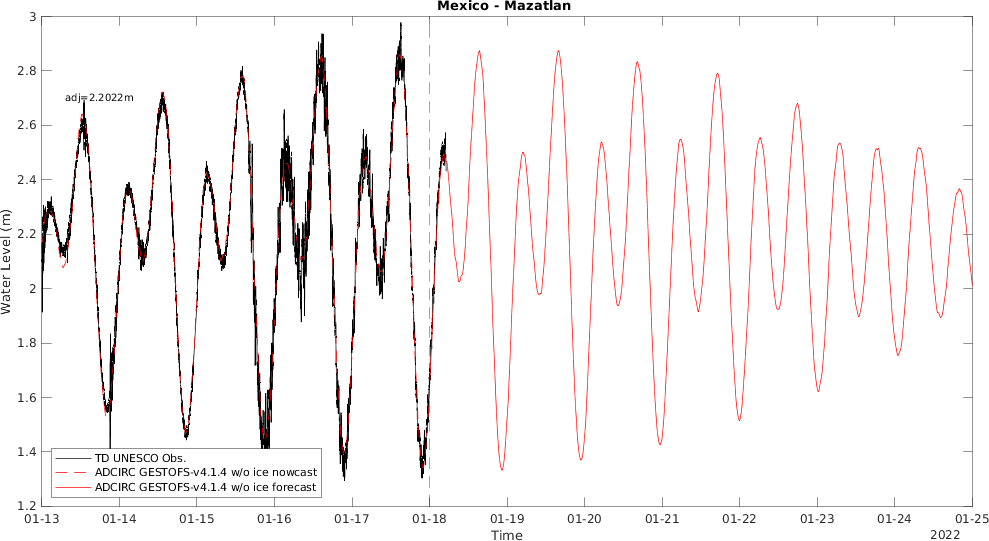 Mexico - Mazatlan
3
2.8
2.6
2.4
2.2
2
1.8
1.6
1.4
1.2
Water Level (m)
adj=2.2022m
TD UNESCO Obs.
ADCIRC GESTOFS-v4.1.4 w/o ice nowcast
ADCIRC GESTOFS-v4.1.4 w/o ice forecast
01-13 01-14 01-15 01-16 01-17 01-18 01-19 01-20 01-21 01-22 01-23 01-24 01-25
Time
2022